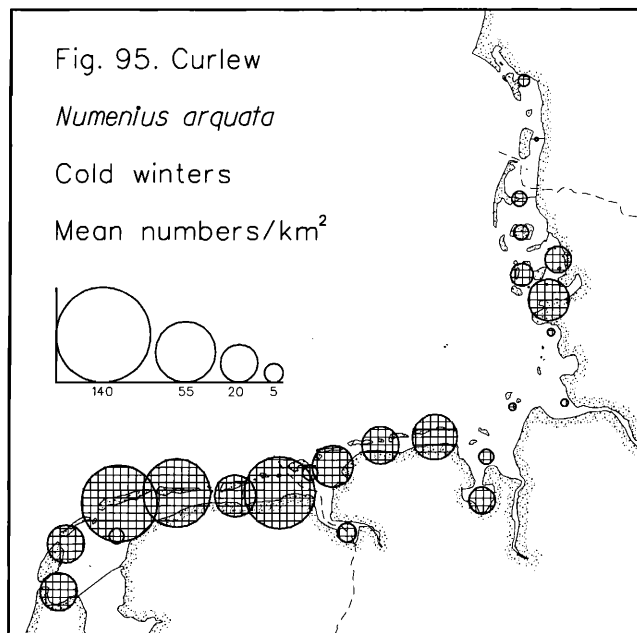 Fig. 95. Curlew
Numenius arquata
Cold winters
Mean numbers/km²
140 55 20 5